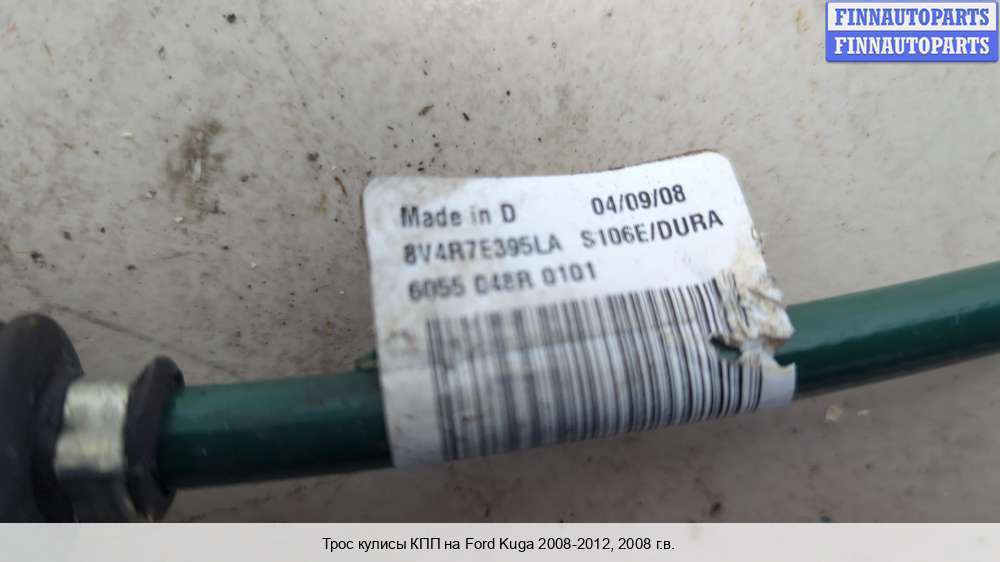 FINNAUTOPARTS
FINNAUTOPARTS
Made in D 04/09/08
8V4R7E395LA S106E/DURA
6055 048R 0101
Трос кулисы КПП на Ford Kuga 2008-2012, 2008 г.в.